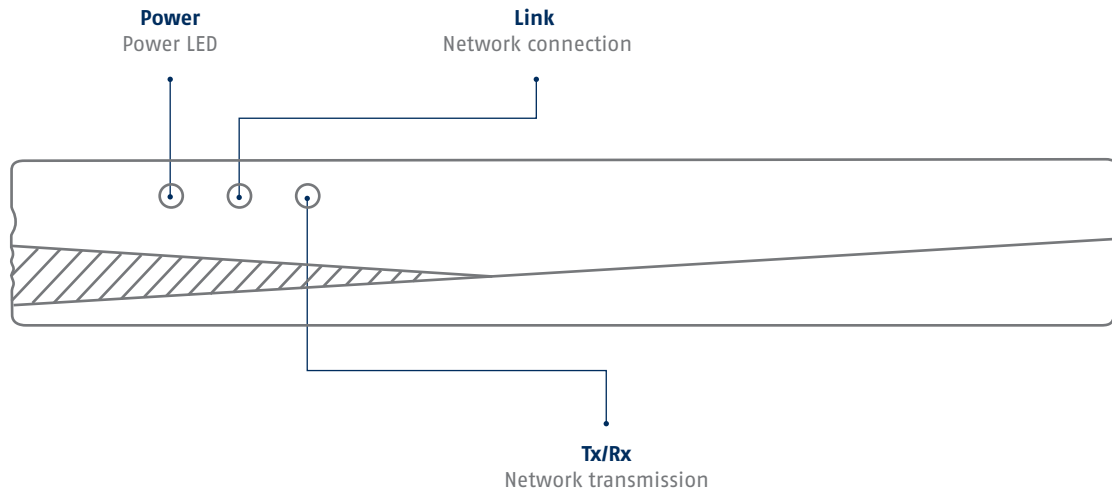 Power
Power LED
Link
Network connection
Tx/Rx
Network transmission